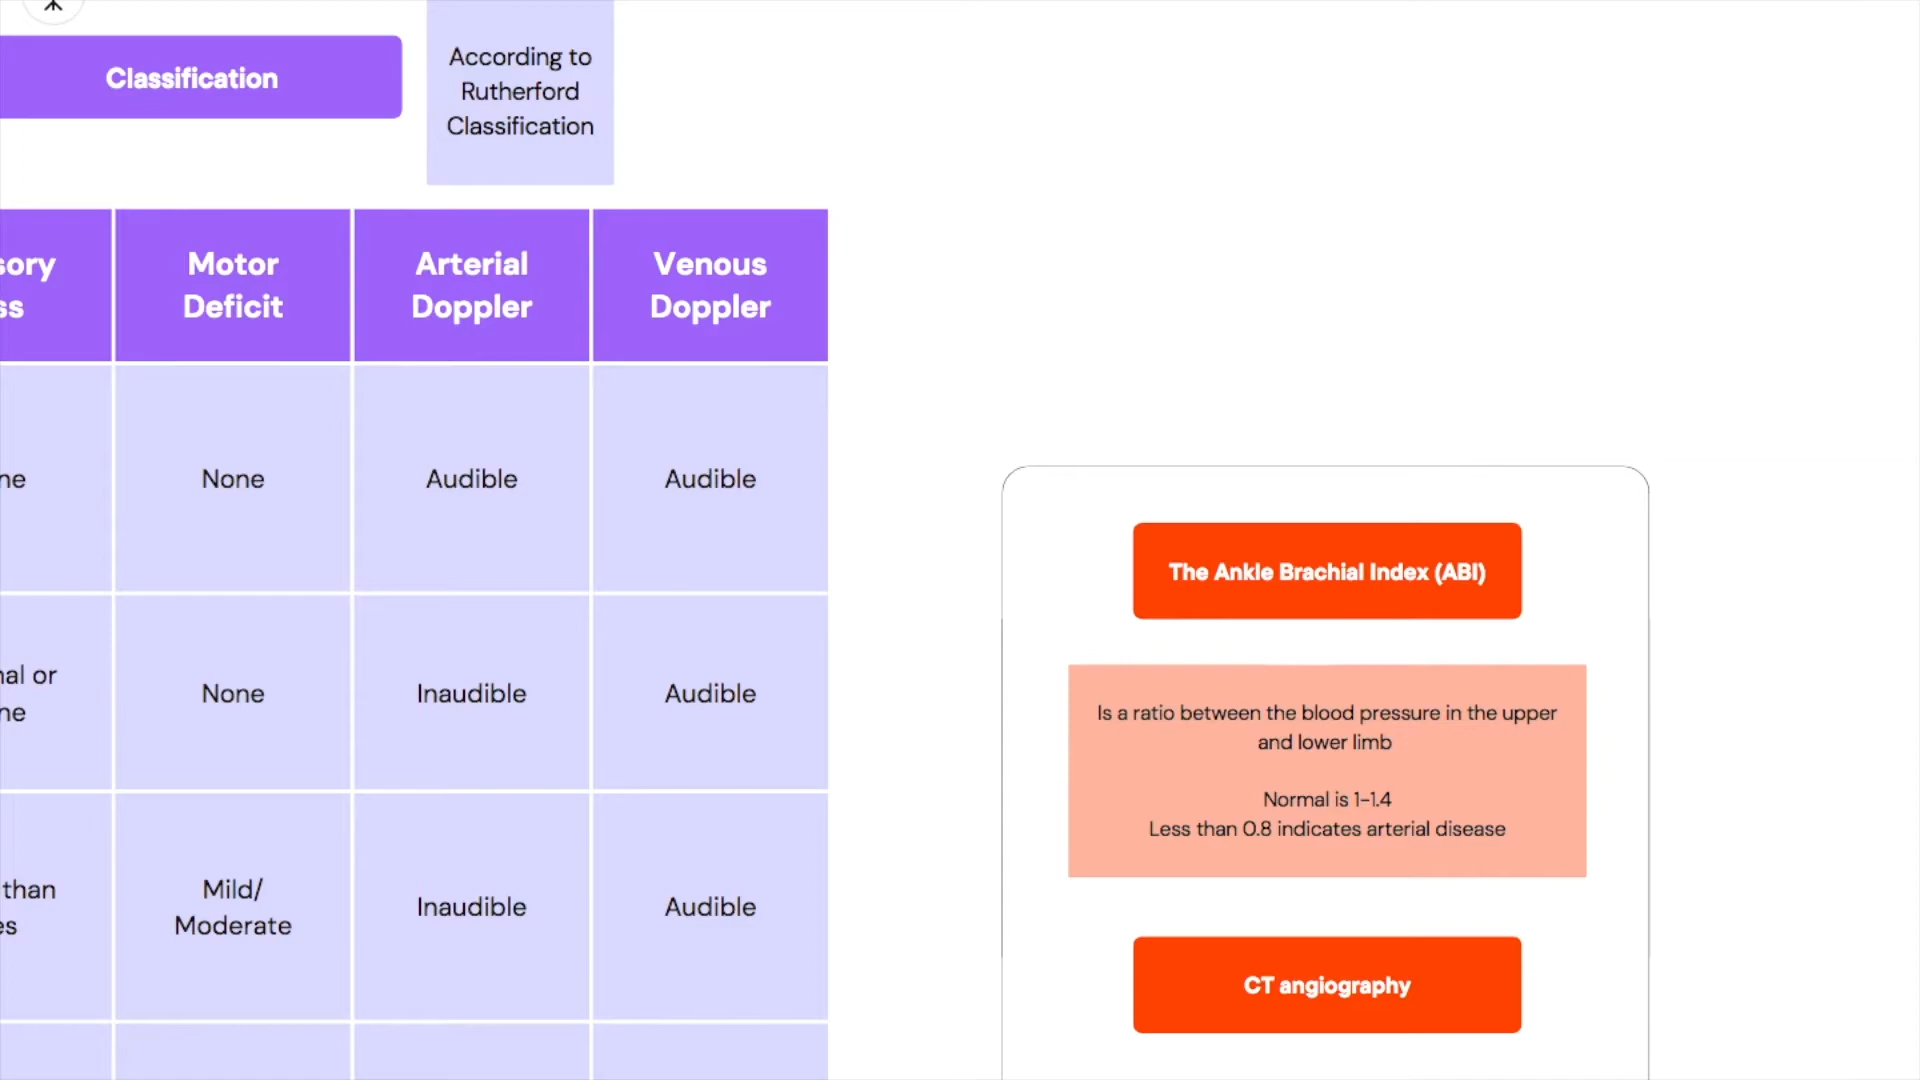 Classification
According to
Rutherford
Classification
Motor
Deficit
Arterial
Doppler
Venous
Doppler
None
Audible
Audible
or
None
Inaudible
Audible
than
Mild/
Moderate
Inaudible
Audible
The Ankle Brachial Index (ABI)
Is a ratio between the blood pressure in the upper
and lower limb
Normal is 1-1.4
Less than 0.8 indicates arterial disease
CT angiography